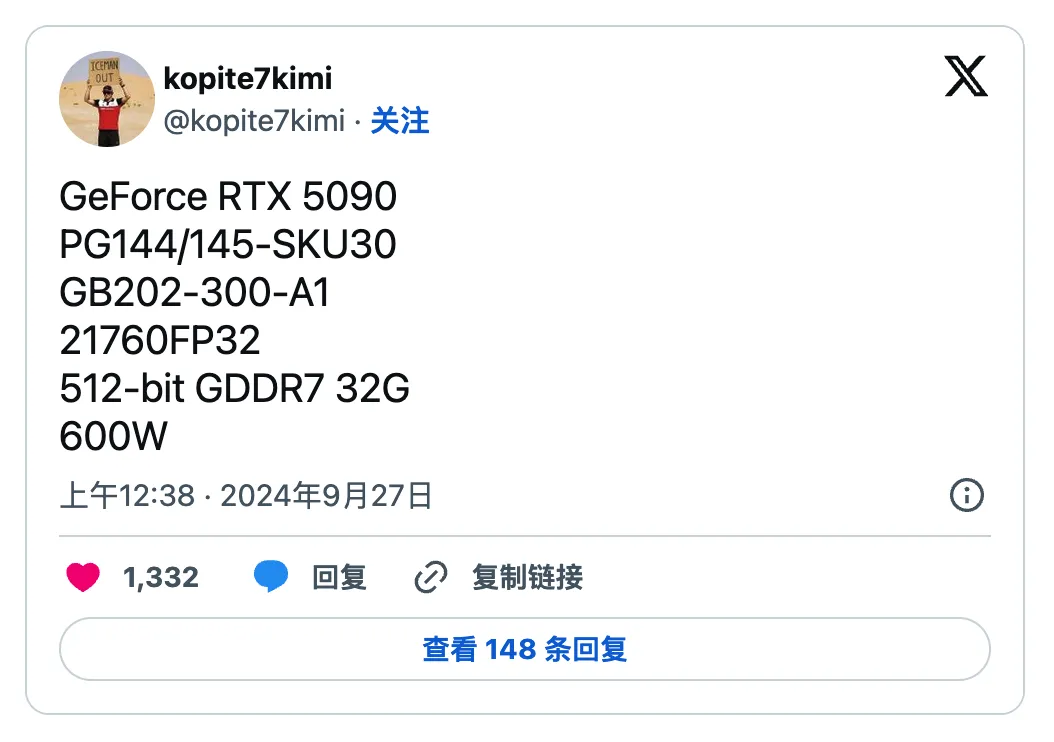 ICEMAN
OUT
kopite7kimi
@kopite7kimi · 关注
GeForce RTX 5090
PG144/145-SKU30
GB202-300-A1
21760FP32
512-bit GDDR7 32G
600W
上午12:38 · 2024年9月27日
1,332 回复 复制链接
查看 148 条回复